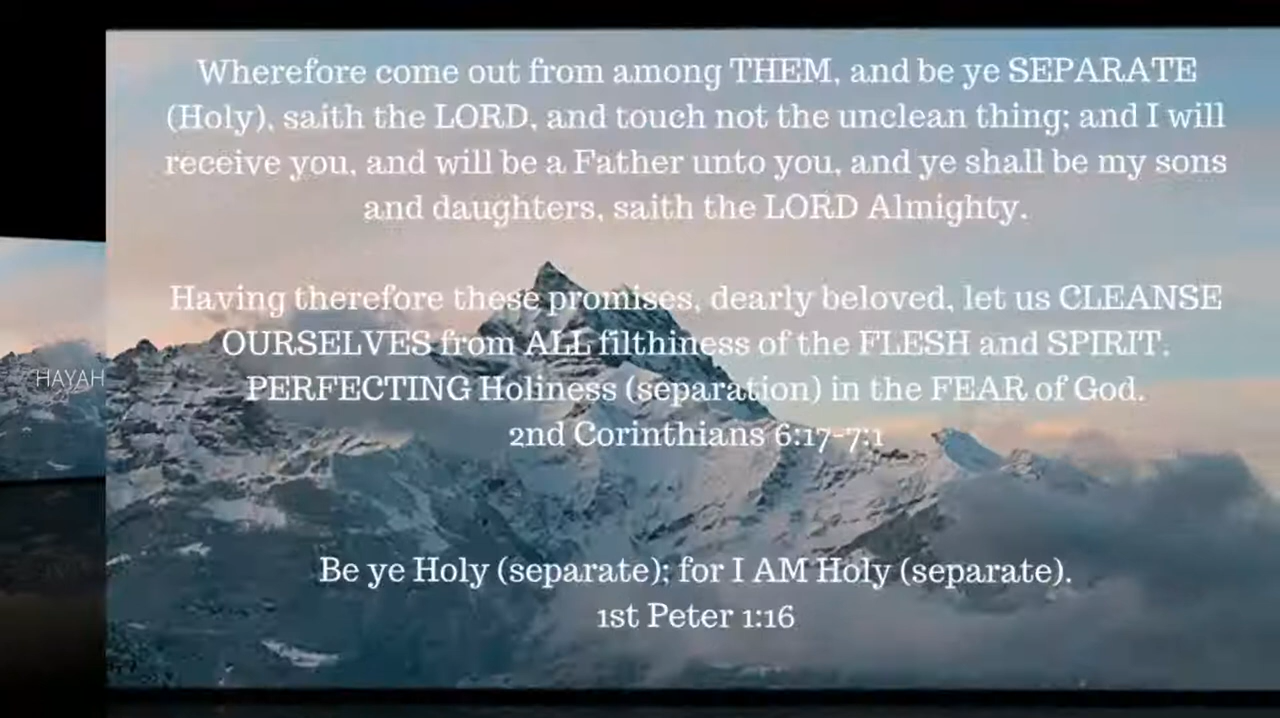 Wherefore come out from among THEM, and be ye SEPARATE
(Holy), saith the LORD, and touch not the unclean thing; and I will
receive you, and will be a Father unto you, and ye shall be my sons
and daughters, saith the LORD Almighty.
Having therefore these promises, dearly beloved, let us CLEANSE
OURSELVES from ALL filthiness of the FLESH and SPIRIT,
PERFECTING Holiness (separation) in the FEAR of God.
2nd Corinthians 6:17-7:1
Be ye Holy (separate); for I AM Holy (separate).
1st Peter 1:16
HAYAH